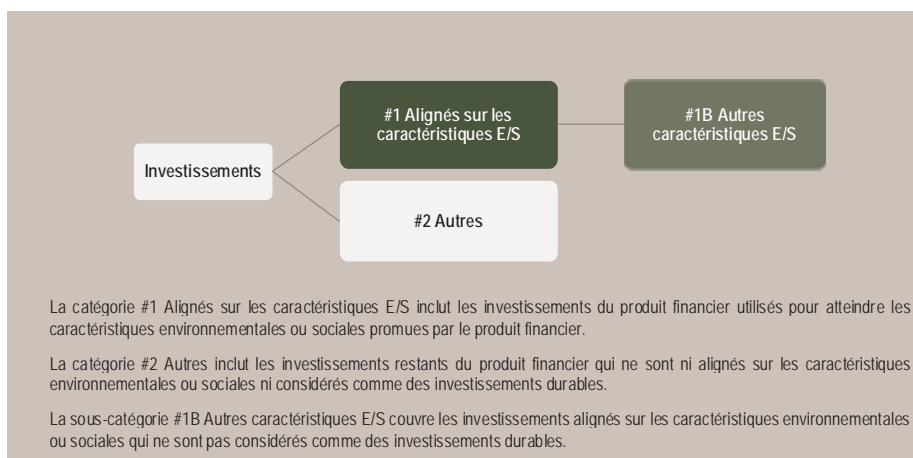 #1 Alignés sur les
caractéristiques E/S
#1B Autres
caractéristiques E/S
Investissements
#2 Autres
La catégorie #1 Alignés sur les caractéristiques E/S inclut les investissements du produit financier utilisés pour atteindre les
caractéristiques environnementales ou sociales promues par le produit financier.
La catégorie #2 Autres inclut les investissements restants du produit financier qui ne sont ni alignés sur les caractéristiques
environnementales ou sociales ni considérés comme des investissements durables.
La sous-catégorie #1B Autres caractéristiques E/S couvre les investissements alignés sur les caractéristiques environnementales
ou sociales qui ne sont pas considérés comme des investissements durables.